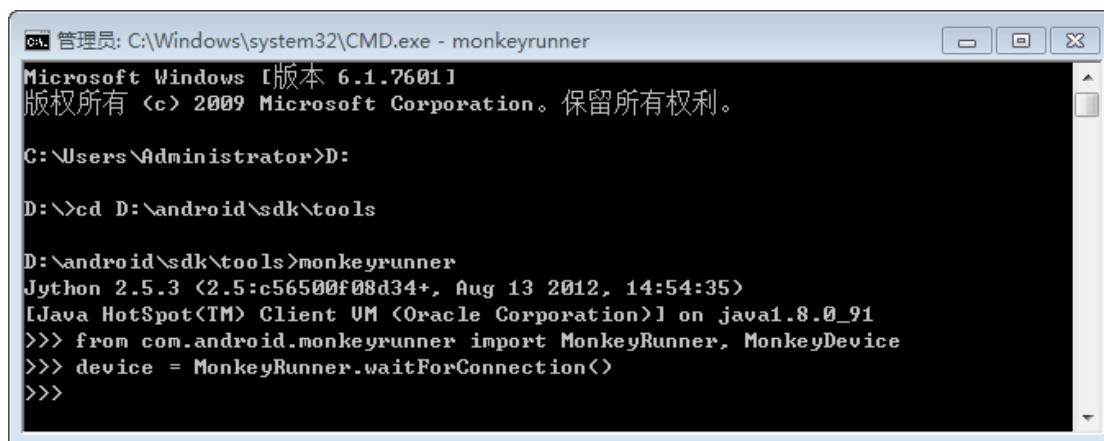 管理员: C:\Windows\system32\CMD.exe - monkeyrunner
Microsoft Windows [版本 6.1.7601]
版权所有 (c) 2009 Microsoft Corporation。保留所有权利。
C:\Users\Administrator>D:
D:\>cd D:\android\sdk\tools
D:\android\sdk\tools>monkeyrunner
Jython 2.5.3 (2.5:c56500f08d34+, Aug 13 2012, 14:54:35)
[Java HotSpot(TM) Client VM (Oracle Corporation)] on java1.8.0_91
>>> from com.android.monkeyrunner import MonkeyRunner, MonkeyDevice
>>> device = MonkeyRunner.waitForConnection()
>>>